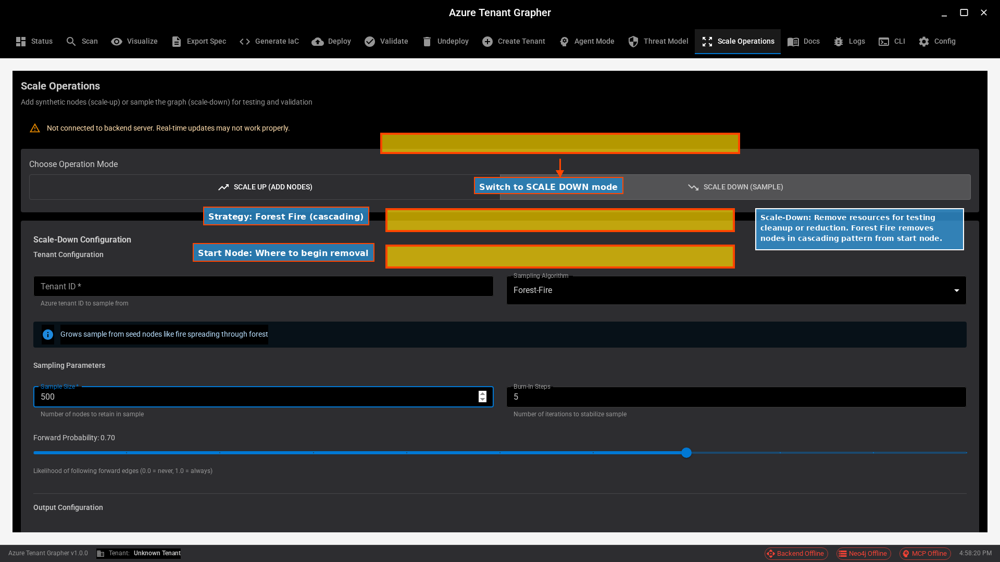 Azure Tenant Grapher
Status
Scan
Visualize
Export Spec
Generate IaC
Deploy
Validate
Undeploy
Create Tenant
Agent Mode
Threat Model
Scale Operations
Docs
Logs
CLI
Config
Scale Operations
Add synthetic nodes (scale-up) or sample the graph (scale-down) for testing and validation
Not connected to backend server. Real-time updates may not work properly.
Choose Operation Mode
SCALE UP (ADD NODES)
Switch to SCALE DOWN mode
SCALE DOWN (SAMPLE)
Strategy: Forest Fire (cascading)
Scale-Down: Remove resources for testing
cleanup or reduction. Forest Fire removes
nodes in cascading pattern from start node.
Scale-Down Configuration
Tenant Configuration
Start Node: Where to begin removal
Tenant ID *
Azure tenant ID to sample from
Sampling Algorithm
Forest-Fire
Grows sample from seed nodes like fire spreading through forest
Sampling Parameters
Sample Size *
500
Number of nodes to retain in sample
Burn-In Steps
5
Number of iterations to stabilize sample
Forward Probability: 0.70
Likelihood of following forward edges (0.0 = never, 1.0 = always)
Output Configuration
Azure Tenant Grapher v1.0.0
Tenant: Unknown Tenant
Backend Offline
Neo4j Offline
MCP Offline
4:58:20 PM